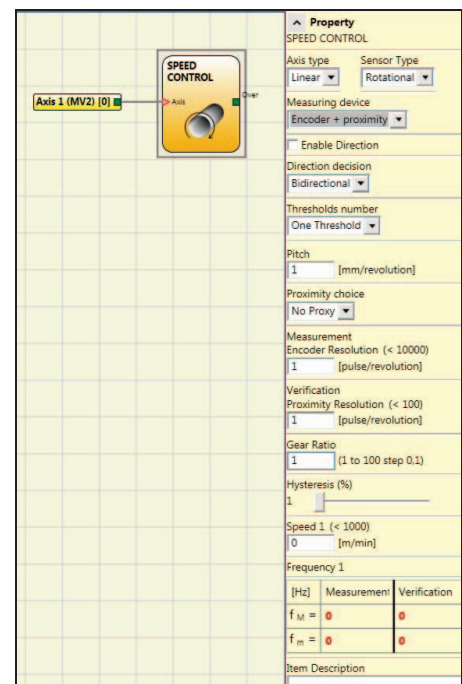 SPEED
CONTROL
Axis 1 (MV2) [0]
Axis
Over
Property
SPEED CONTROL
Axis type Sensor Type
Linear Rotational
Measuring device
Encoder + proximity
Enable Direction
Direction decision
Bidirectional
Thresholds number
One Threshold
Pitch
1 [mm/revolution]
Proximity choice
No Proxy
Measurement
Encoder Resolution (< 10000)
1 [pulse/revolution]
Verification
Proximity Resolution (< 100)
1 [pulse/revolution]
Gear Ratio
1 (1 to 100 step 0,1)
Hysteresis (%)
1
Speed 1 (< 1000)
0 [m/min]
Frequency 1
[Hz] Measurement Verification
f M = 0 0
f m = 0 0
Item Description